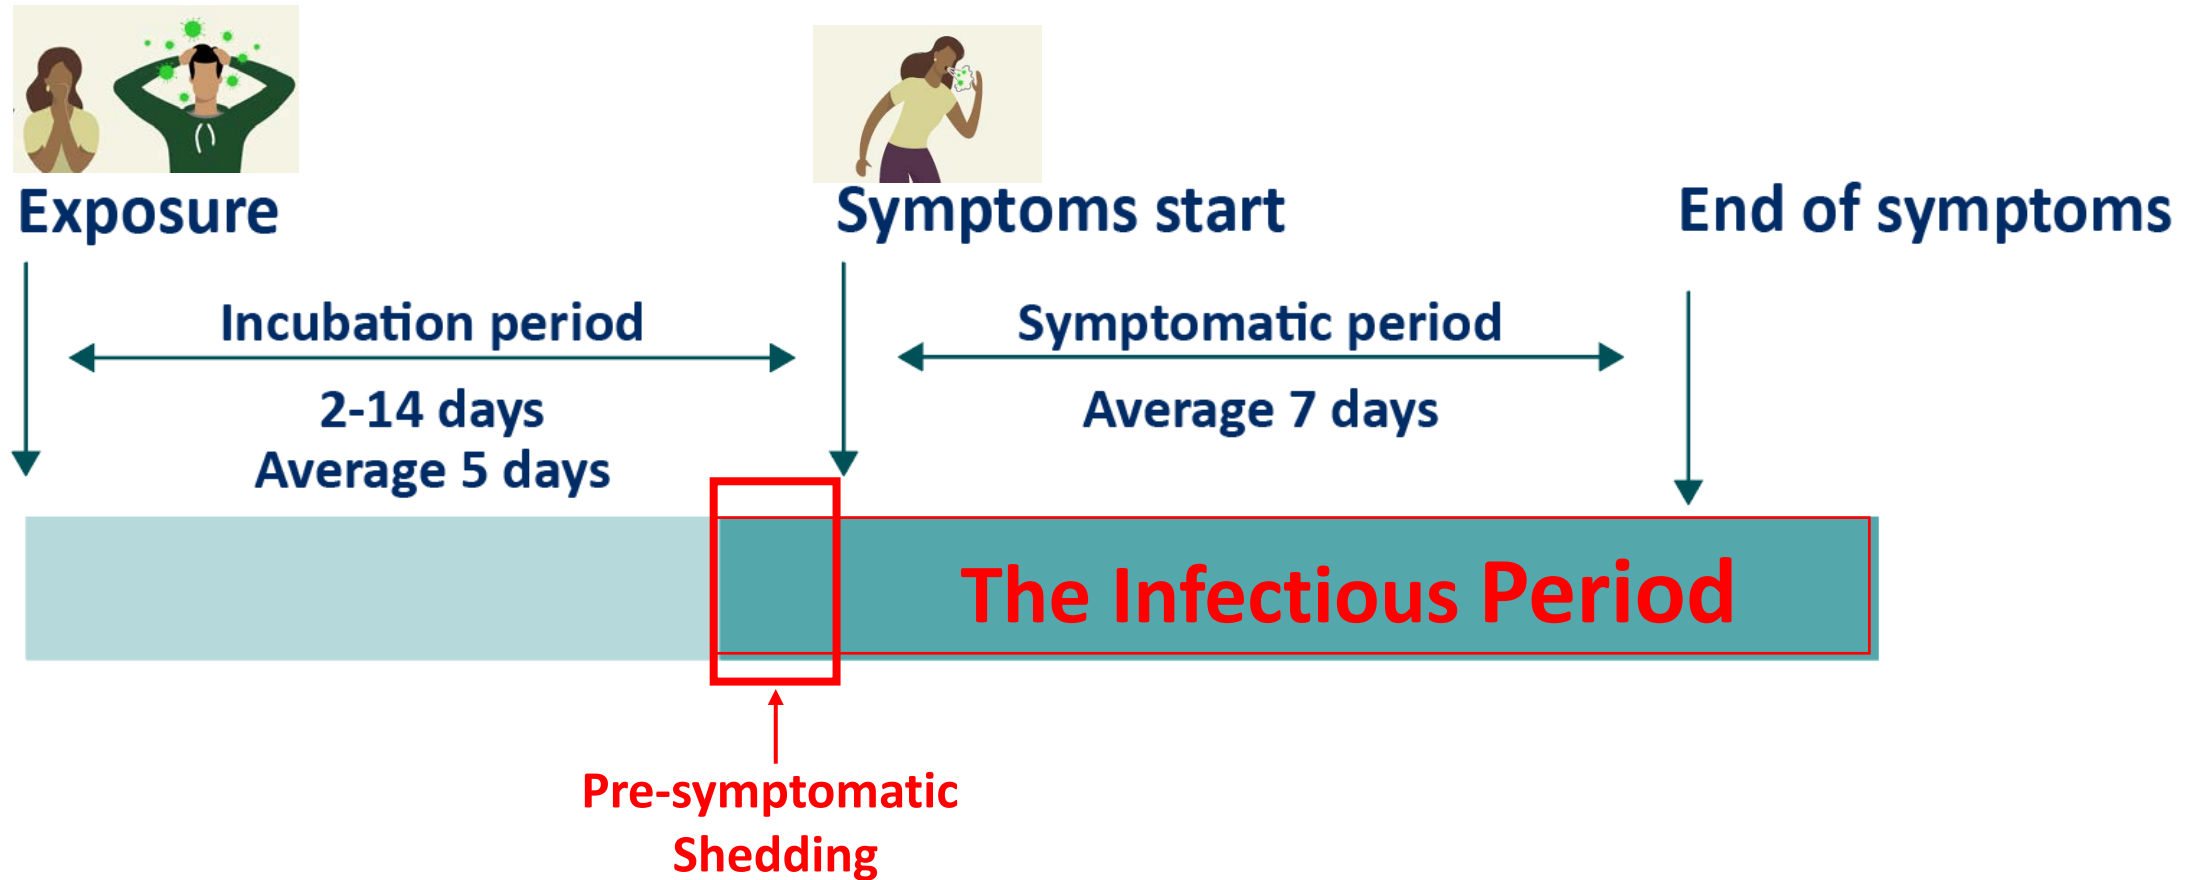 Exposure
Symptoms start
End of symptoms
Incubation period
2-14 days
Average 5 days
Symptomatic period
Average 7 days
The Infectious Period
Pre-symptomatic
Shedding